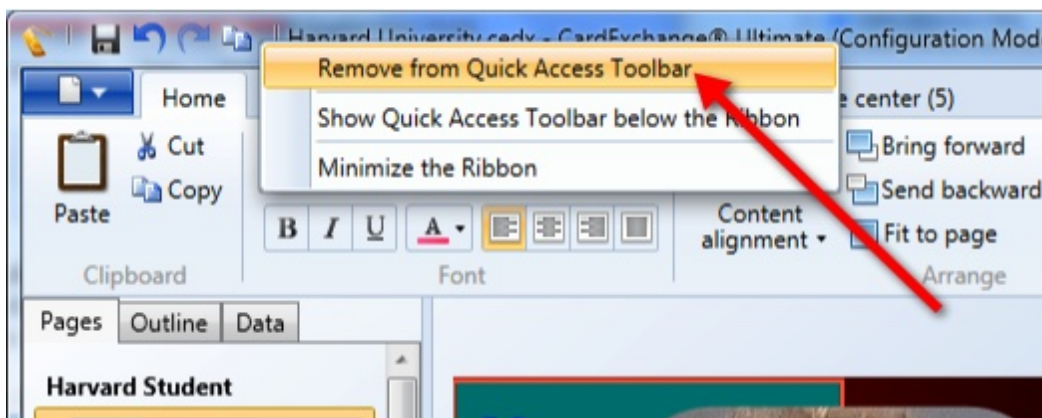 Harvard University.cedx - CardExchange® Ultimate (Configuration Mod
Remove from Quick Access Toolbar
Show Quick Access Toolbar below the Ribbon
Minimize the Ribbon
Home
center (5)
Cut
Copy
Paste
Clipboard
B I U A
Font
Content
alignment
Bring forward
Send backward
Fit to page
Arrange
Pages Outline Data
Harvard Student